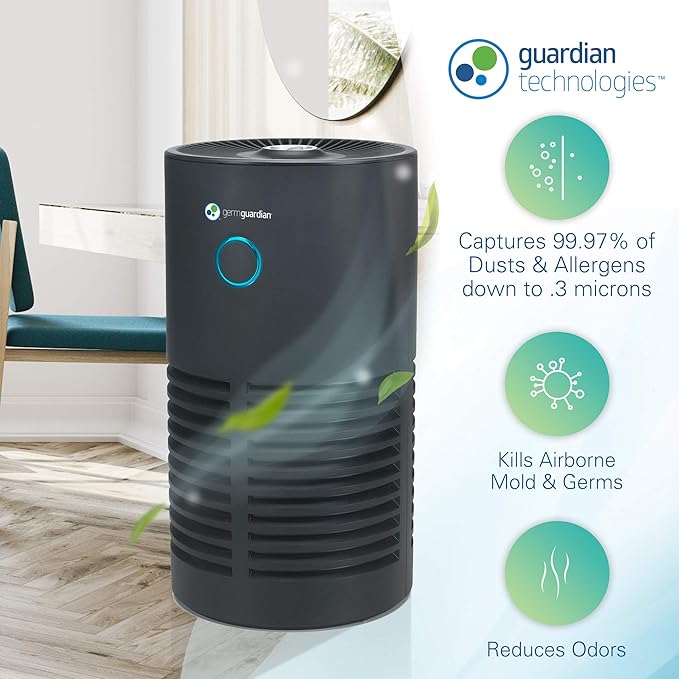 guardian
technologies™
germguardian
Captures 99.97% of
Dusts & Allergens
down to .3 microns
Kills Airborne
Mold & Germs
Reduces Odors